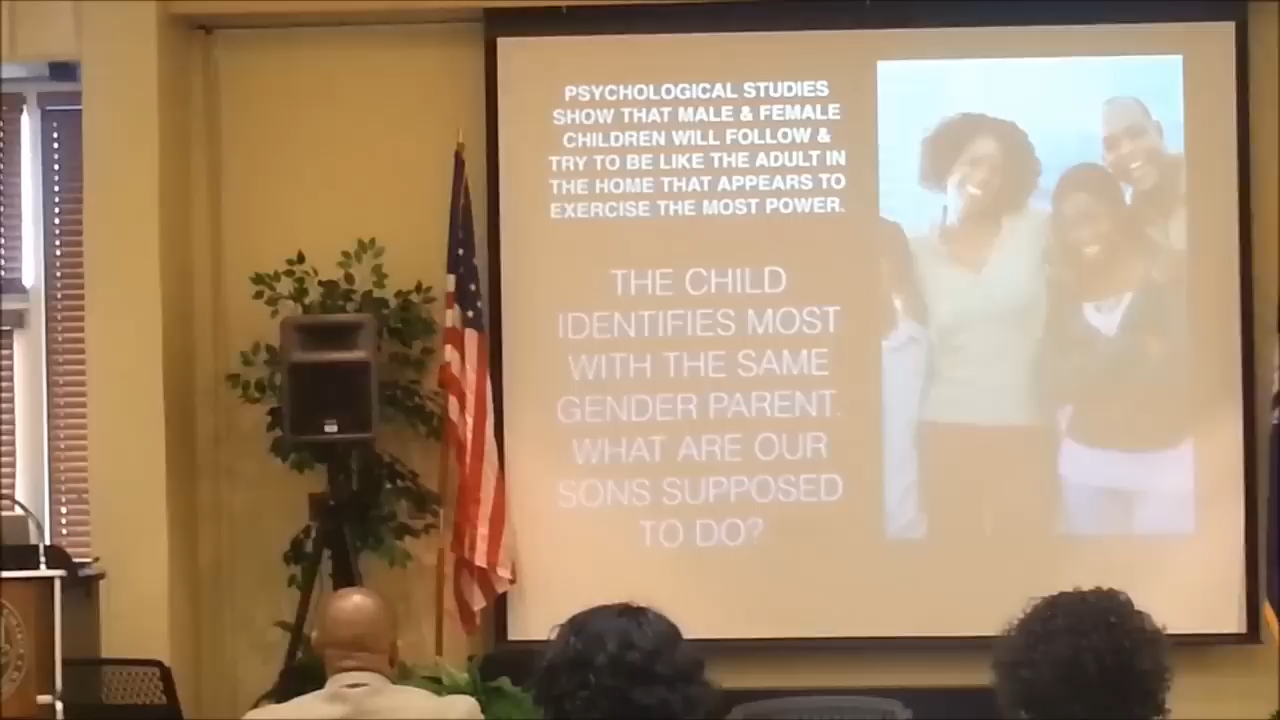 PSYCHOLOGICAL STUDIES
SHOW THAT MALE & FEMALE
CHILDREN WILL FOLLOW &
TRY TO BE LIKE THE ADULT IN
THE HOME THAT APPEARS TO
EXERCISE THE MOST POWER.
THE CHILD
IDENTIFIES MOST
WITH THE SAME
GENDER PARENT.
WHAT ARE OUR
SONS SUPPOSED
TO DO?